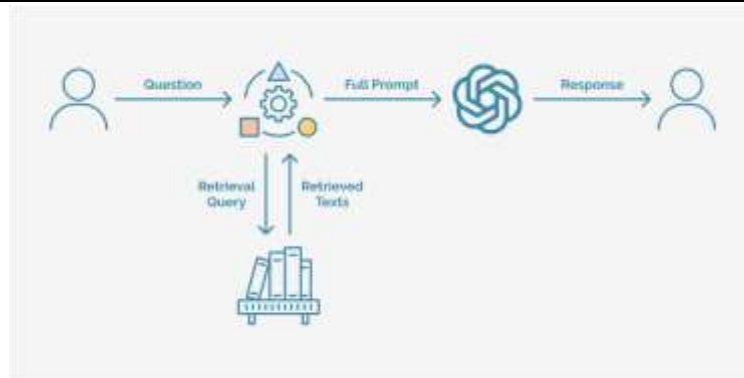 Question
Full Prompt
Response
Retrieval
Query
Retrieved
Texts